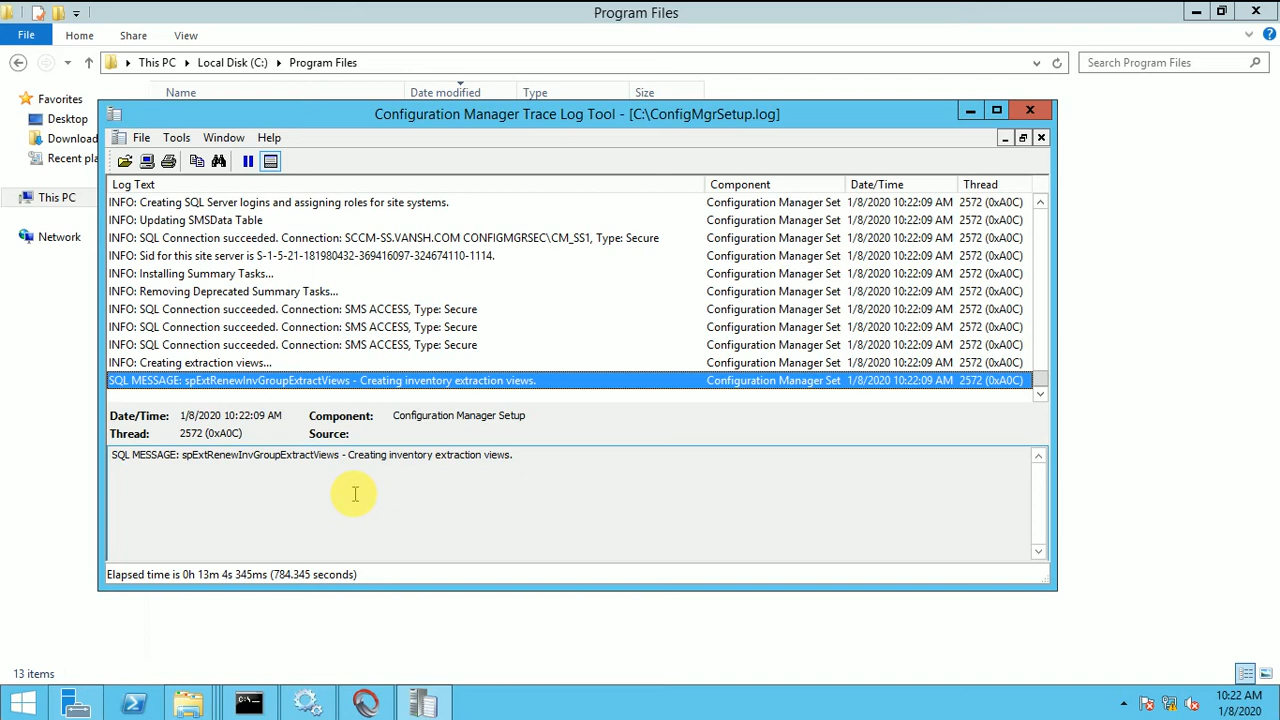 Program Files
File Home Share View
This PC Local Disk (C:) Program Files
Search Program Files
Name Date modified Type Size
Favorites
Desktop
Download
Recent pla
This PC
Network
Configuration Manager Trace Log Tool - [C:\ConfigMgrSetup.log]
File Tools Window Help
Log Text Component Date/Time Thread
INFO: Creating SQL Server logins and assigning roles for site systems. Configuration Manager Set 1/8/2020 10:22:09 AM 2572 (0xA0C)
INFO: Updating SMSData Table Configuration Manager Set 1/8/2020 10:22:09 AM 2572 (0xA0C)
INFO: SQL Connection succeeded. Connection: SCCM-SS.VANSH.COM CONFIGMGRSEC\CM_SS1, Type: Secure Configuration Manager Set 1/8/2020 10:22:09 AM 2572 (0xA0C)
INFO: Sid for this site server is S-1-5-21-181980432-369416097-324674110-1114. Configuration Manager Set 1/8/2020 10:22:09 AM 2572 (0xA0C)
INFO: Installing Summary Tasks... Configuration Manager Set 1/8/2020 10:22:09 AM 2572 (0xA0C)
INFO: Removing Deprecated Summary Tasks... Configuration Manager Set 1/8/2020 10:22:09 AM 2572 (0xA0C)
INFO: SQL Connection succeeded. Connection: SMS ACCESS, Type: Secure Configuration Manager Set 1/8/2020 10:22:09 AM 2572 (0xA0C)
INFO: SQL Connection succeeded. Connection: SMS ACCESS, Type: Secure Configuration Manager Set 1/8/2020 10:22:09 AM 2572 (0xA0C)
INFO: SQL Connection succeeded. Connection: SMS ACCESS, Type: Secure Configuration Manager Set 1/8/2020 10:22:09 AM 2572 (0xA0C)
INFO: Creating extraction views... Configuration Manager Set 1/8/2020 10:22:09 AM 2572 (0xA0C)
SQL MESSAGE: spExtRenewInvGroupExtractViews - Creating inventory extraction views. Configuration Manager Set 1/8/2020 10:22:09 AM 2572 (0xA0C)
Date/Time: 1/8/2020 10:22:09 AM Component: Configuration Manager Setup
Thread: 2572 (0xA0C) Source:
SQL MESSAGE: spExtRenewInvGroupExtractViews - Creating inventory extraction views.
Elapsed time is 0h 13m 4s 345ms (784.345 seconds)
13 items
10:22 AM
1/8/2020